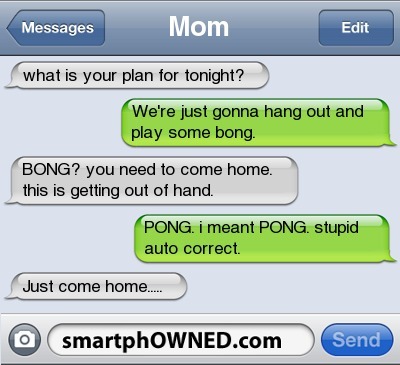 Messages
Mom
Edit
what is your plan for tonight?
We're just gonna hang out and
play some bong.
BONG? you need to come home.
this is getting out of hand.
PONG. i meant PONG. stupid
auto correct.
Just come home.....
smartphOWNED.com
Send